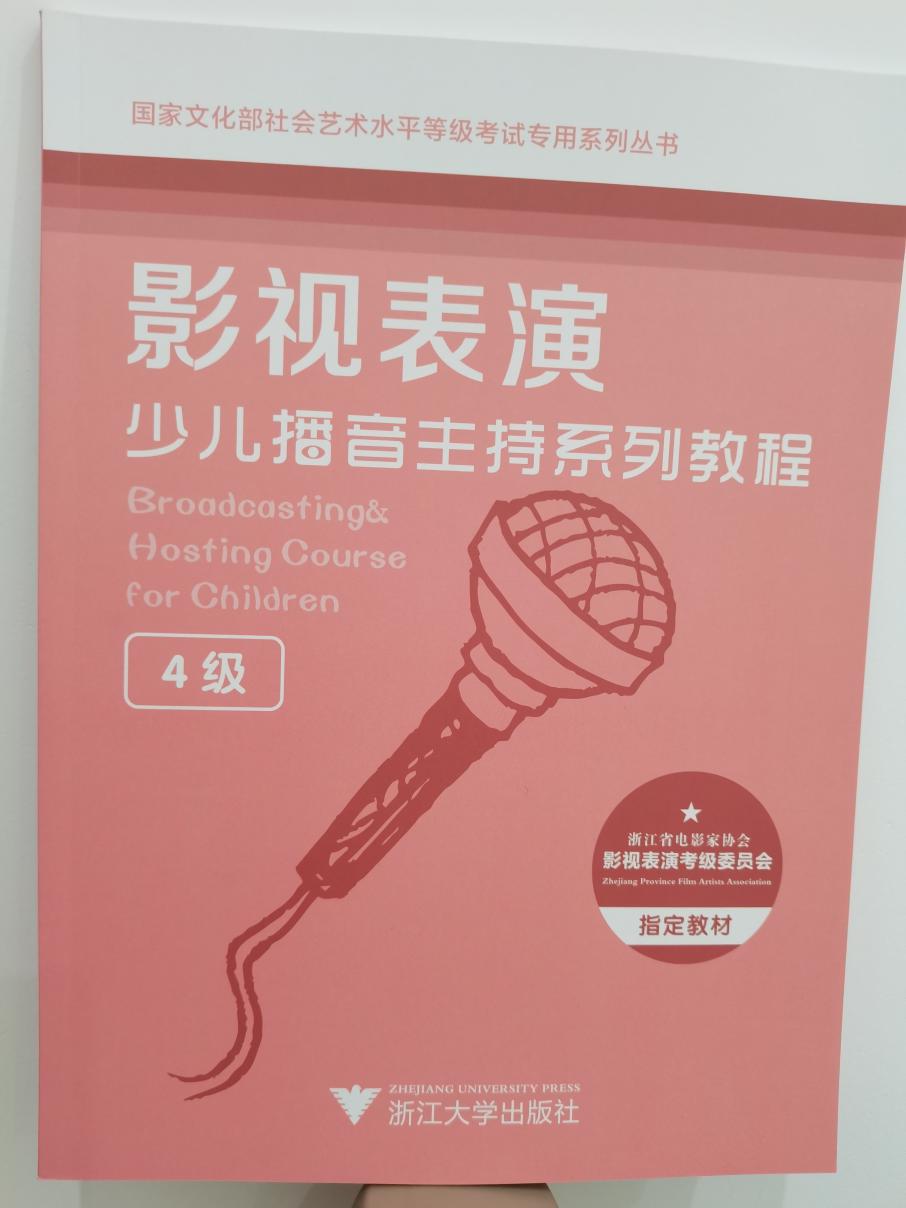 国家文化部社会艺术水平等级考试专用系列丛书
影视表演
少儿播音主持系列教程
Broadcasting&
Hosting Course
for Children
4级
浙江省电影家协会
影视表演考级委员会
Zhejiang Province Film Artists Association
指定教材
ZHEJIANG UNIVERSITY PRESS
浙江大学出版社